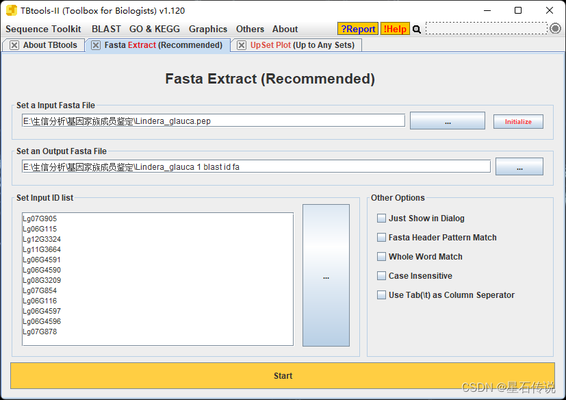 TBtools-II (Toolbox for Biologists) v1.120
Sequence Toolkit BLAST GO & KEGG Graphics Others About ?Report !Help
About TBtools Fasta Extract (Recommended) UpSet Plot (Up to Any Sets)
Fasta Extract (Recommended)
Set a Input Fasta File
E:\生信分析\基因家族成员鉴定\Lindera_glauca.pep ... Initialize
Set an Output Fasta File
E:\生信分析\基因家族成员鉴定\Lindera_glauca 1 blast id fa ...
Set Input ID list
Lg07G905
Lg06G115
Lg12G3324
Lg11G3664
Lg06G4591
Lg06G4590
Lg08G3209
Lg07G854
Lg06G116
Lg06G4597
Lg06G4596
Lg07G878
...
Other Options
Just Show in Dialog
Fasta Header Pattern Match
Whole Word Match
Case Insensitive
Use Tab(\t) as Column Seperator
Start
CSDN @星石传说